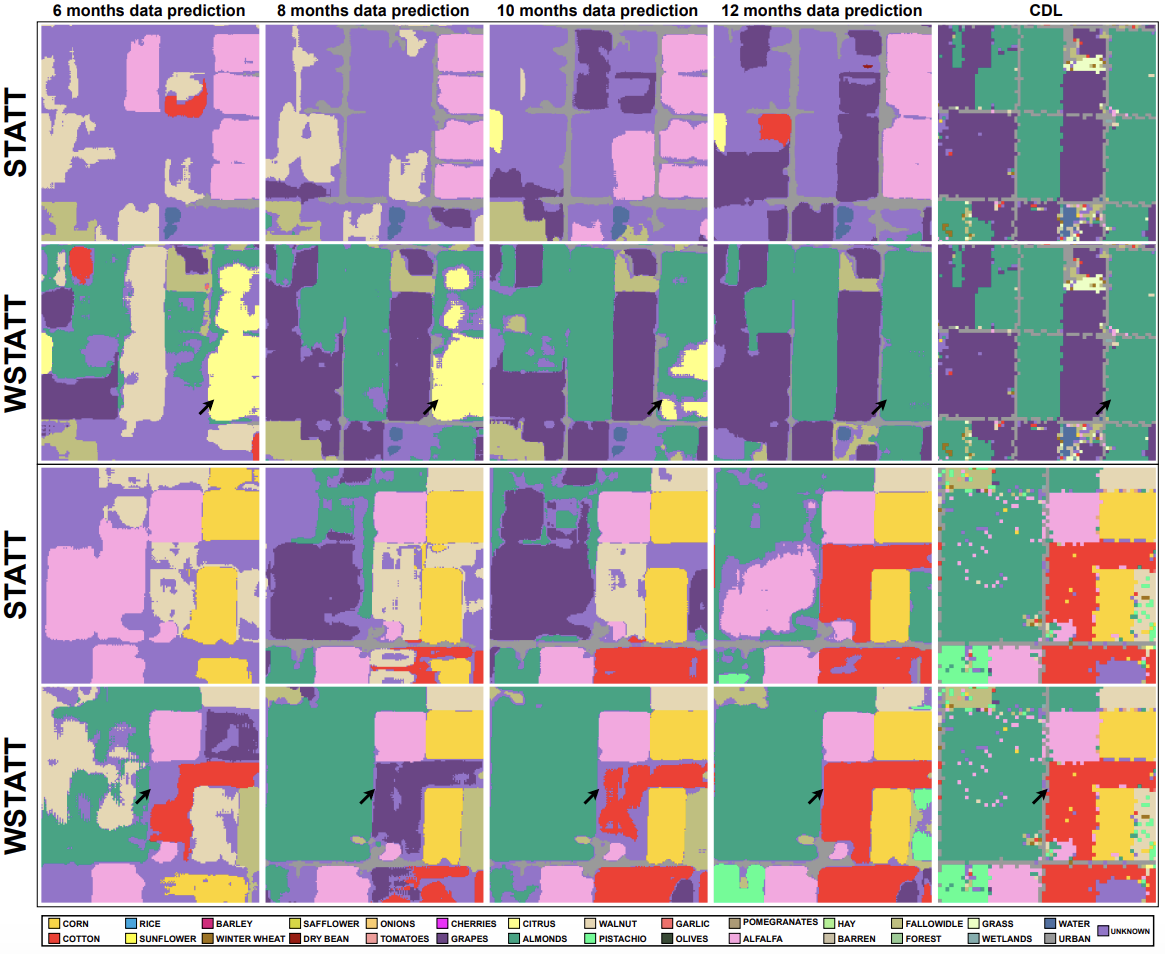 6 months data prediction 8 months data prediction 10 months data prediction 12 months data prediction CDL
STATT
WSTATT
STATT
WSTATT
CORN RICE BARLEY SAFFLOWER ONIONS CHERRIES CITRUS WALNUT GARLIC POMEGRANATES HAY FALLOWIDLE GRASS WATER UNKNOWN
COTTON SUNFLOWER WINTER WHEAT DRY BEAN TOMATOES GRAPES ALMONDS PISTACHIO OLIVES ALFALFA BARREN FOREST WETLANDS URBAN